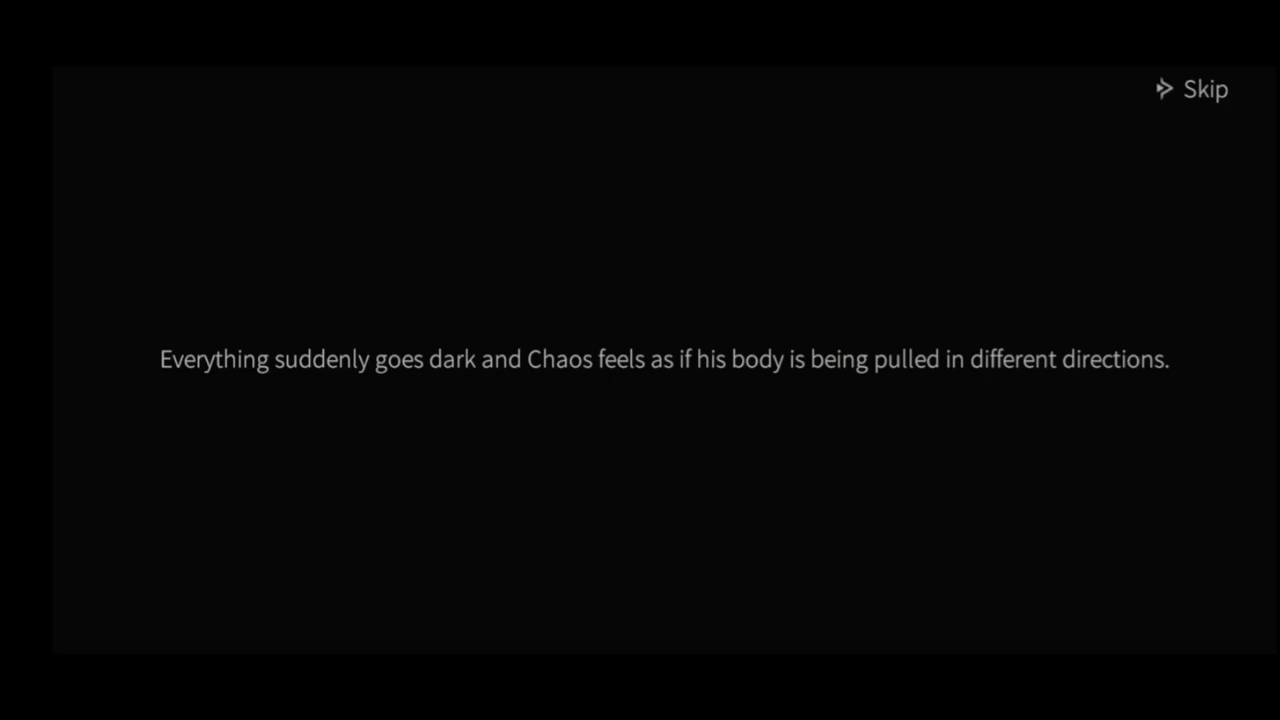 Skip
Everything suddenly goes dark and Chaos feels as if his body is being pulled in different directions.